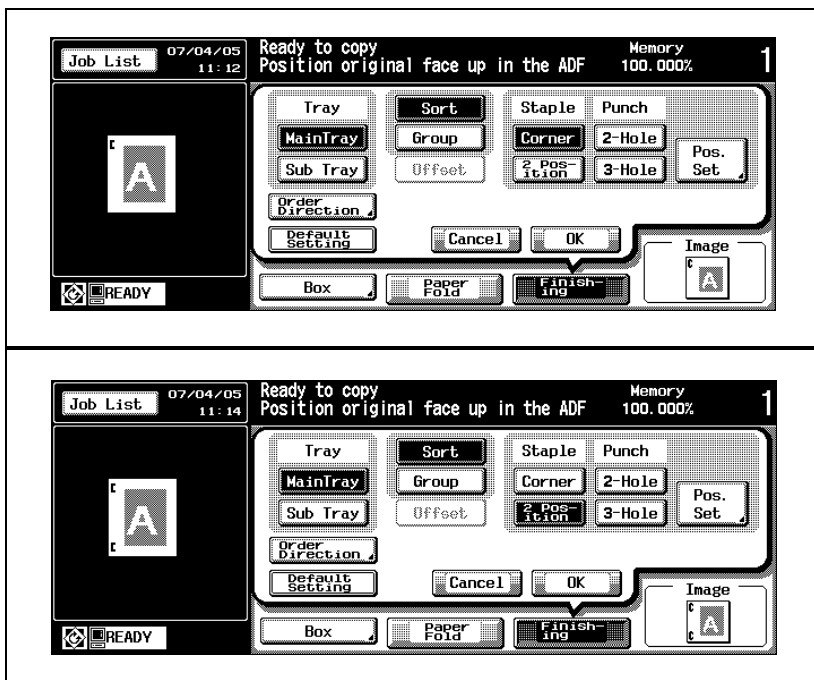 Job List
07/04/05
11:12
Ready to copy
Position original face up in the ADF
Memory
100.000%
1
Tray
Sort
Staple
Punch
MainTray
Group
Corner
2-Hole
Pos.
Set
Sub Tray
Offset
2 Pos-
ition
3-Hole
Order
Direction
Default
Setting
Cancel
OK
Image
A
A
Box
Paper
Fold
Finish-
ing
READY
Job List
07/04/05
11:14
Ready to copy
Position original face up in the ADF
Memory
100.000%
1
Tray
Sort
Staple
Punch
MainTray
Group
Corner
2-Hole
Pos.
Set
Sub Tray
Offset
2 Pos-
ition
3-Hole
Order
Direction
Default
Setting
Cancel
OK
Image
A
A
Box
Paper
Fold
Finish-
ing
READY